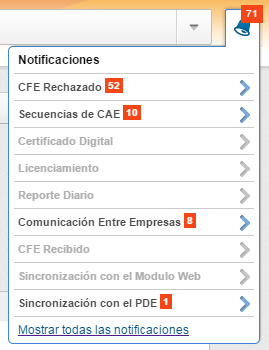 71
Notificaciones
CFE Rechazado 52
Secuencias de CAE 10
Certificado Digital
Licenciamiento
Reporte Diario
Comunicación Entre Empresas 8
CFE Recibido
Sincronización con el Modulo Web
Sincronización con el PDE 1
Mostrar todas las notificaciones